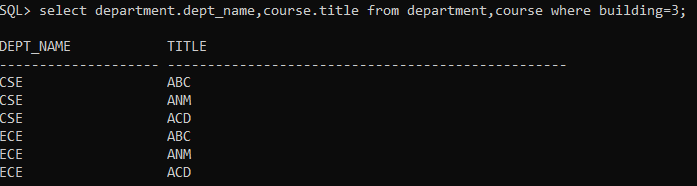 SQL> select department.dept_name,course.title from department,course where building=3;
DEPT_NAME TITLE
-------------------- --------------------------------------------------
CSE ABC
CSE ANM
CSE ACD
ECE ABC
ECE ANM
ECE ACD